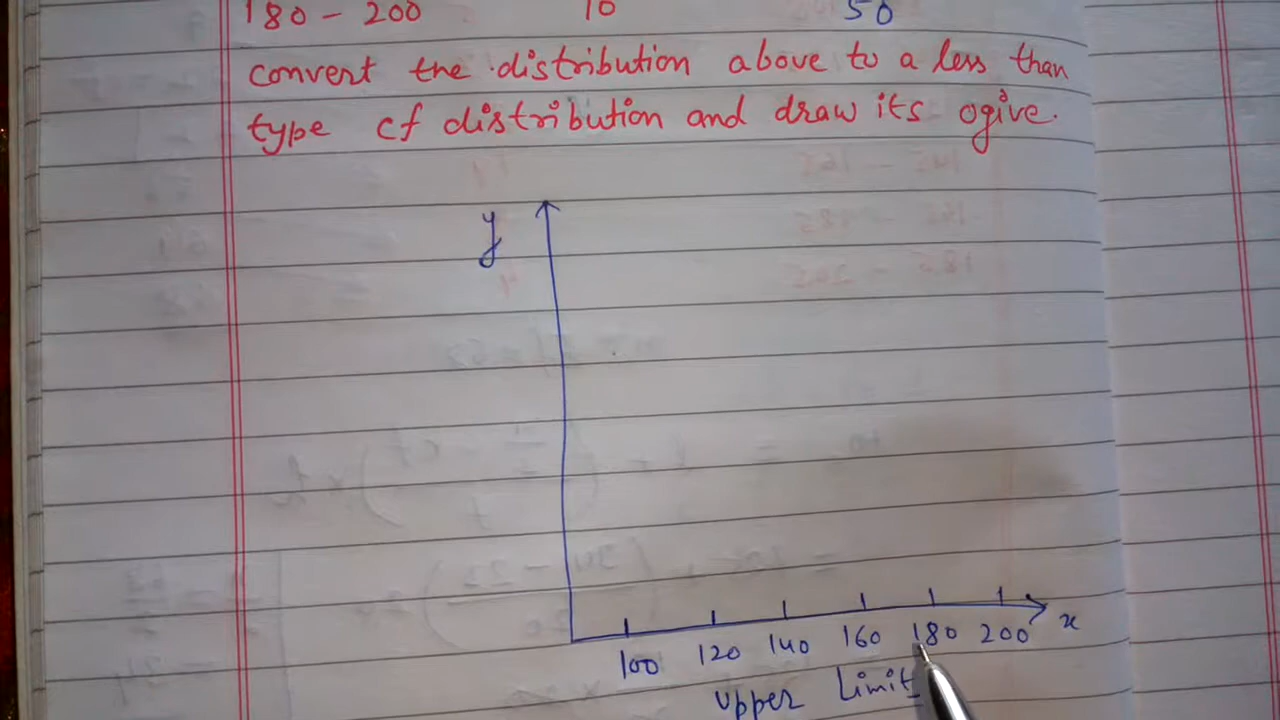 180 - 200 10 50
convert the distribution above to a less than
type cf distribution and draw its ogive.
y
100 120 140 160 180 200 x
upper limit